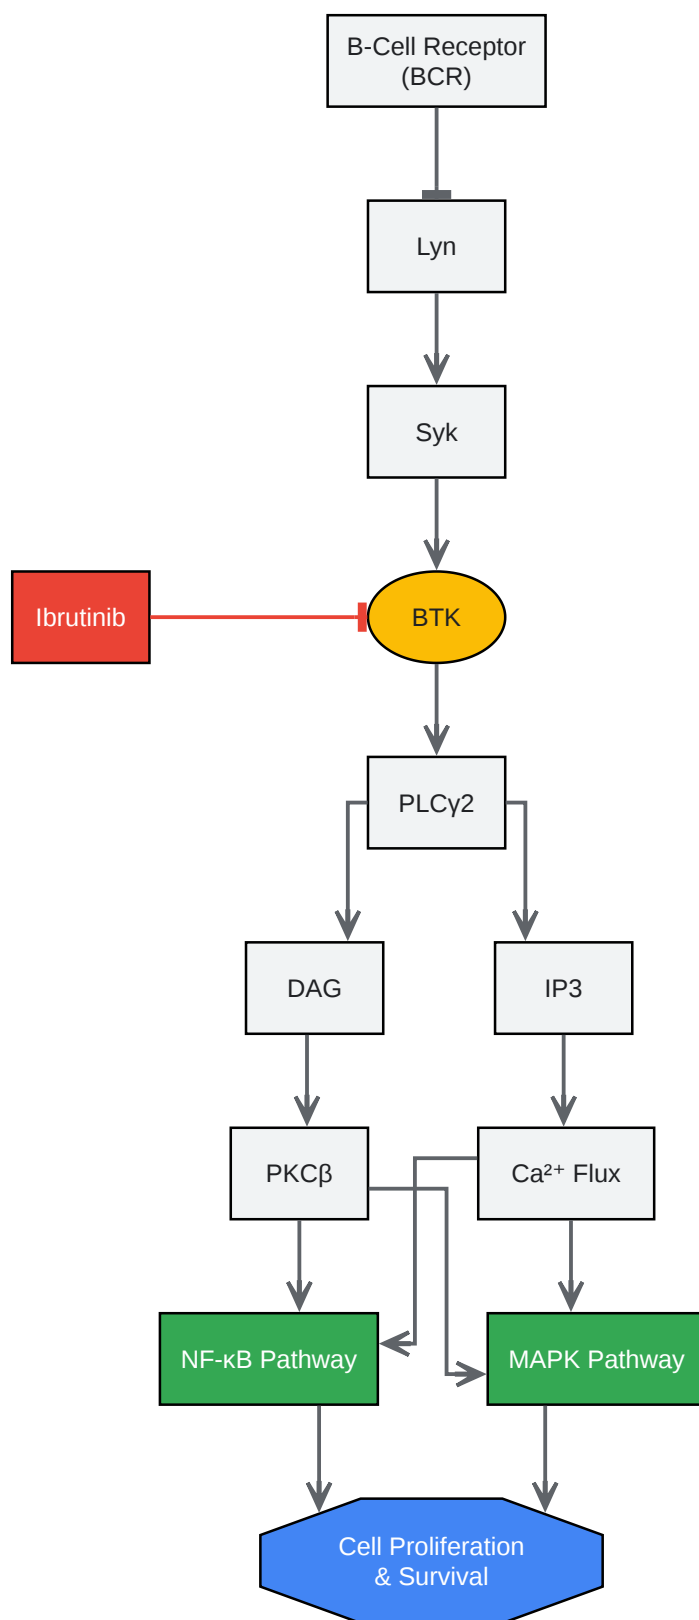 B-Cell Receptor
(BCR)
Lyn
Syk
Ibrutinib
BTK
PLCγ2
DAG
IP3
PKCβ
Ca²⁺ Flux
NF-κB Pathway
MAPK Pathway
Cell Proliferation
& Survival